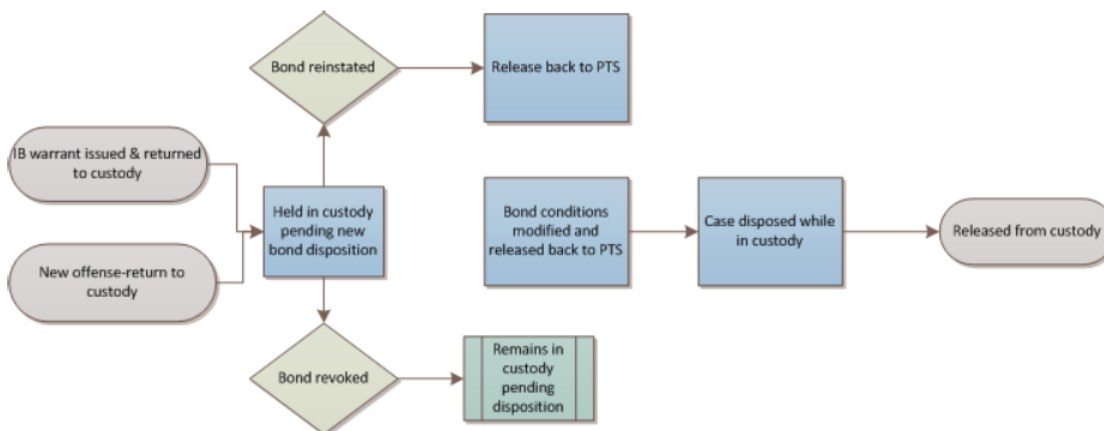 Bond reinstated
Release back to PTS
IB warrant issued & returned
to custody
New offense-return to
custody
Held in custody
pending new
bond disposition
Bond conditions
modified and
released back to PTS
Case disposed while
in custody
Released from custody
Bond revoked
Remains in
custody
pending
disposition